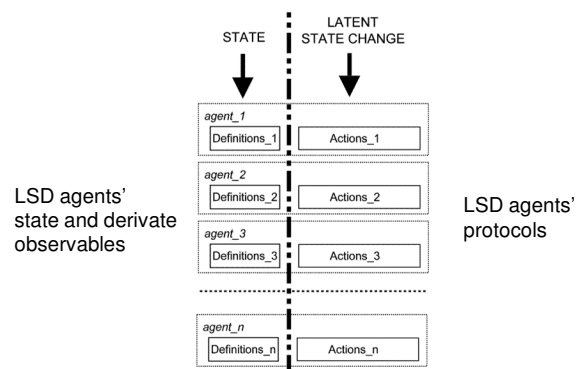 STATE
LATENT
STATE CHANGE
agent_1
Definitions_1
Actions_1
agent_2
Definitions_2
Actions_2
agent_3
Definitions_3
Actions_3
agent_n
Definitions_n
Actions_n
LSD agents’
state and derivate
observables
LSD agents’
protocols